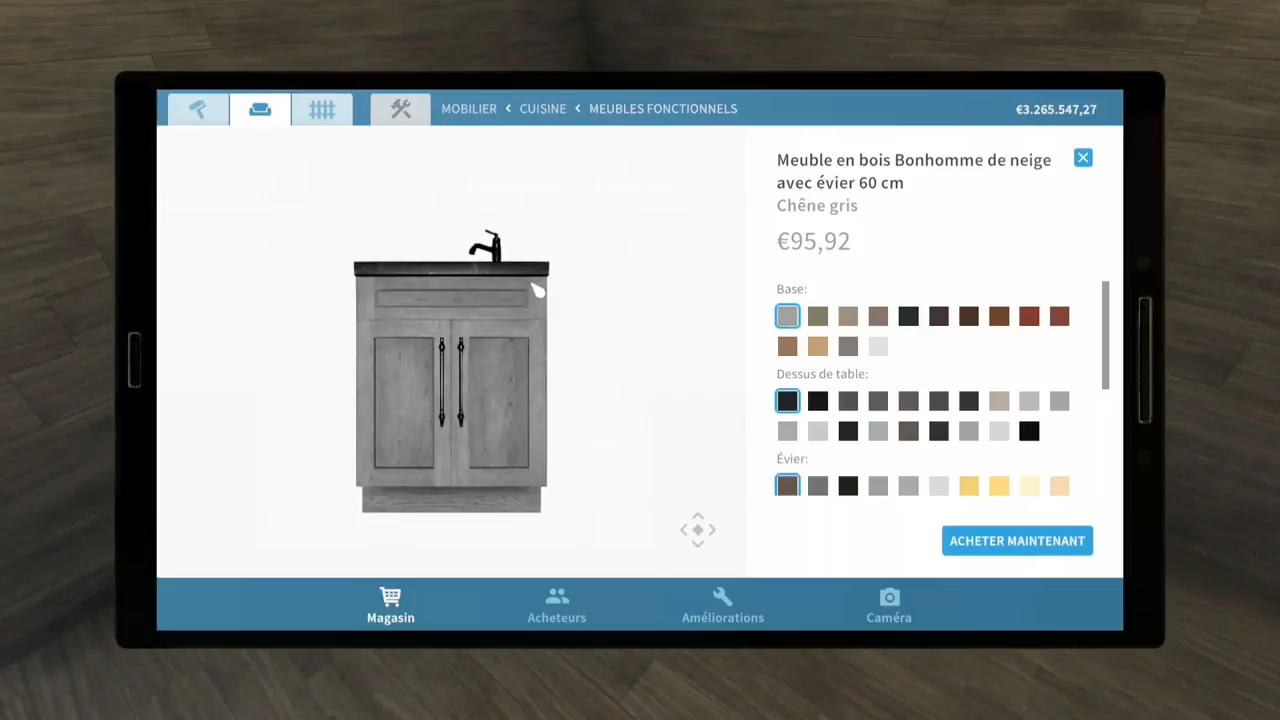 MOBILIER < CUISINE < MEUBLES FONCTIONNELS
€3.265.547,27
Meuble en bois Bonhomme de neige
avec évier 60 cm
Chêne gris
€95,92
Base:
Dessus de table:
Évier:
ACHETER MAINTENANT
Magasin
Acheteurs
Améliorations
Caméra